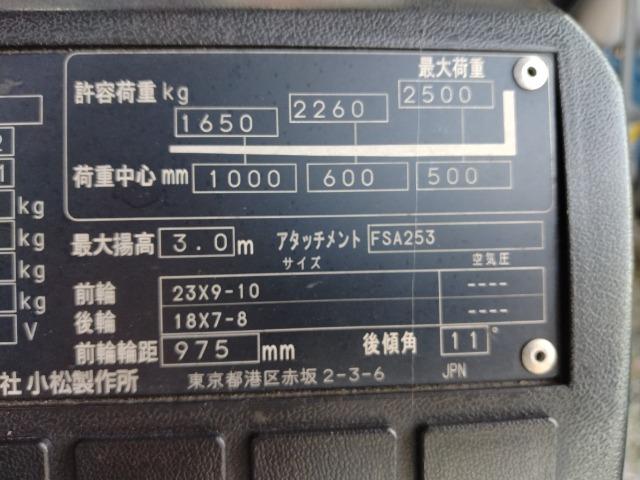 最大荷重
許容荷重 kg 1650 2260 2500
荷重中心 mm 1000 600 500
kg
kg
最大揚高 3.0 m アタッチメント FSA253
サイズ 空気圧
kg
前輪 23X9-10 ----
kg
後輪 18X7-8 ----
V
前輪輪距 975 mm 後傾角 11°
社 小松製作所 東京都港区赤坂 2-3-6 JPN